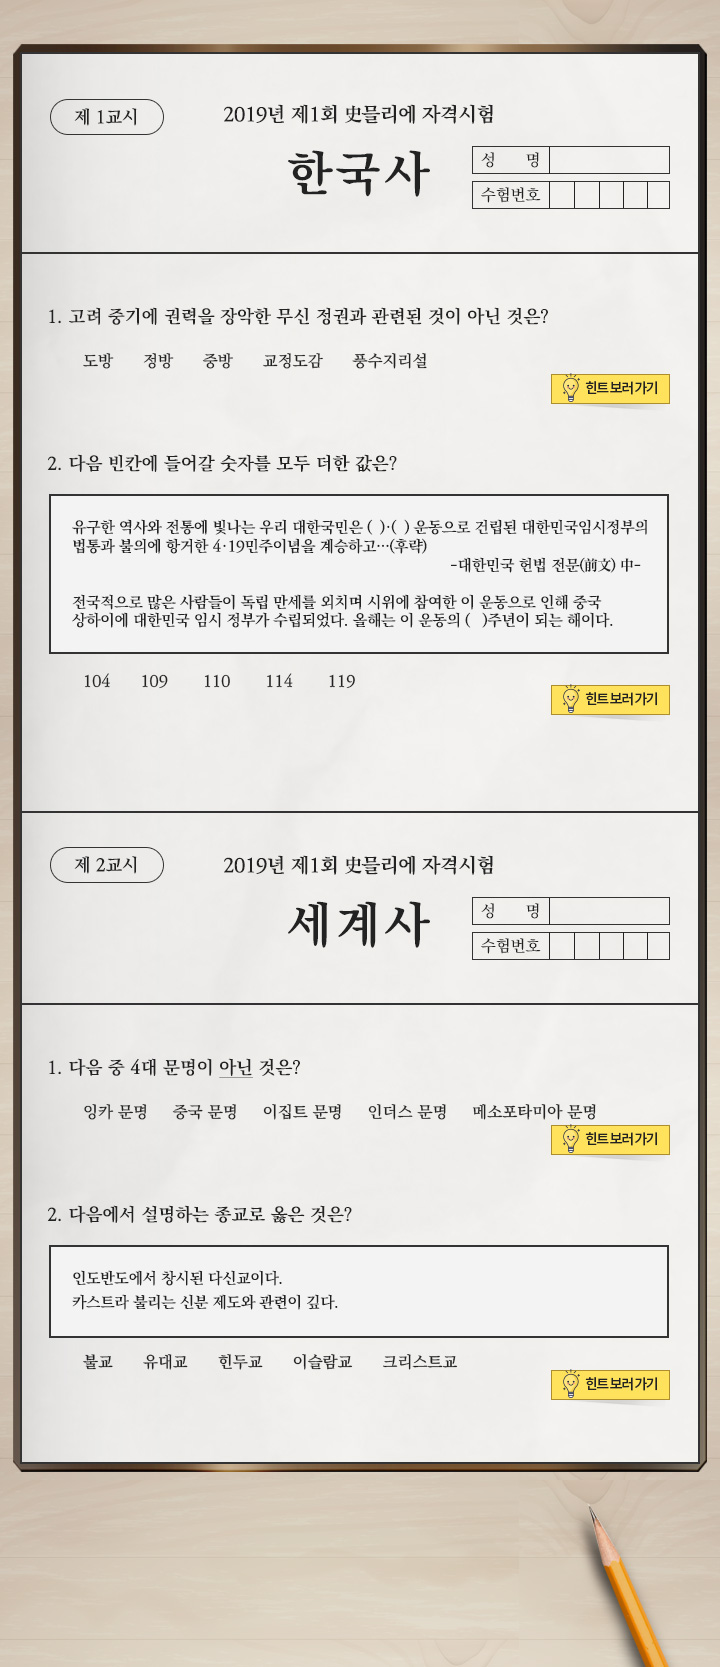 제 1교시
2019년 제1회 史믈리에 자격시험
한국사
성 명
수험번호
1. 고려 중기에 권력을 장악한 무신 정권과 관련된 것이 아닌 것은?
도방 정방 중방 교정도감 풍수지리설
힌트보러가기
2. 다음 빈칸에 들어갈 숫자를 모두 더한 값은?
유구한 역사와 전통에 빛나는 우리 대한국민은 ( )·( ) 운동으로 건립된 대한민국임시정부의
법통과 불의에 항거한 4·19민주이념을 계승하고···(후략)
-대한민국 헌법 전문(前文) 中-
전국적으로 많은 사람들이 독립 만세를 외치며 시위에 참여한 이 운동으로 인해 중국
상하이에 대한민국 임시 정부가 수립되었다. 올해는 이 운동의 ( )주년이 되는 해이다.
104 109 110 114 119
힌트보러가기
제 2교시
2019년 제1회 史믈리에 자격시험
세계사
성 명
수험번호
1. 다음 중 4대 문명이 아닌 것은?
잉카 문명 중국 문명 이집트 문명 인더스 문명 메소포타미아 문명
힌트보러가기
2. 다음에서 설명하는 종교로 옳은 것은?
인도반도에서 창시된 다신교이다.
카스트라 불리는 신분 제도와 관련이 깊다.
불교 유대교 힌두교 이슬람교 크리스트교
힌트보러가기